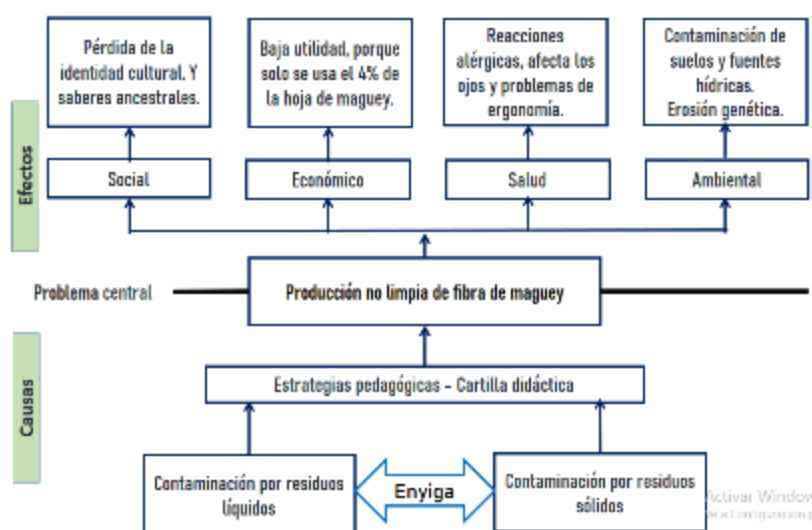 Pérdida de la
identidad cultural. Y
saberes ancestrales.
Baja utilidad, porque
solo se usa el 4% de
la hoja de maguey.
Reacciones
alérgicas, afecta los
ojos y problemas de
ergonomía.
Contaminación de
suelos y fuentes
hídricas.
Erosión genética.
Efectos
Social
Económico
Salud
Ambiental
Problema central
Producción no limpia de fibra de maguey
Causas
Estrategias pedagógicas - Cartilla didáctica
Contaminación por residuos
líquidos
Enyiga
Contaminación por residuos
sólidos
Activar Window